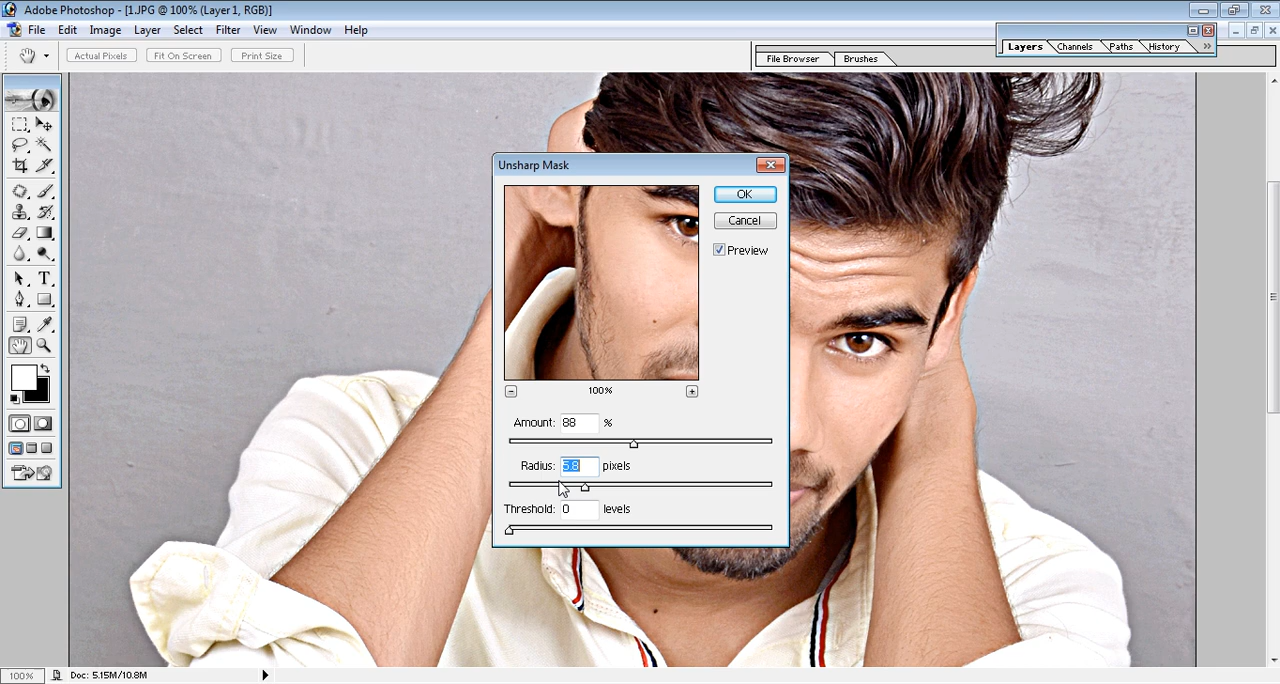 Adobe Photoshop - [1.JPG @ 100% (Layer 1, RGB)]
File Edit Image Layer Select Filter View Window Help
Actual Pixels Fit On Screen Print Size
File Browser Brushes
Layers Channels Paths History
Unsharp Mask
OK
Cancel
Preview
100%
Amount: 88 %
Radius: 5.8 pixels
Threshold: 0 levels
100% Doc: 5.15M/10.8M